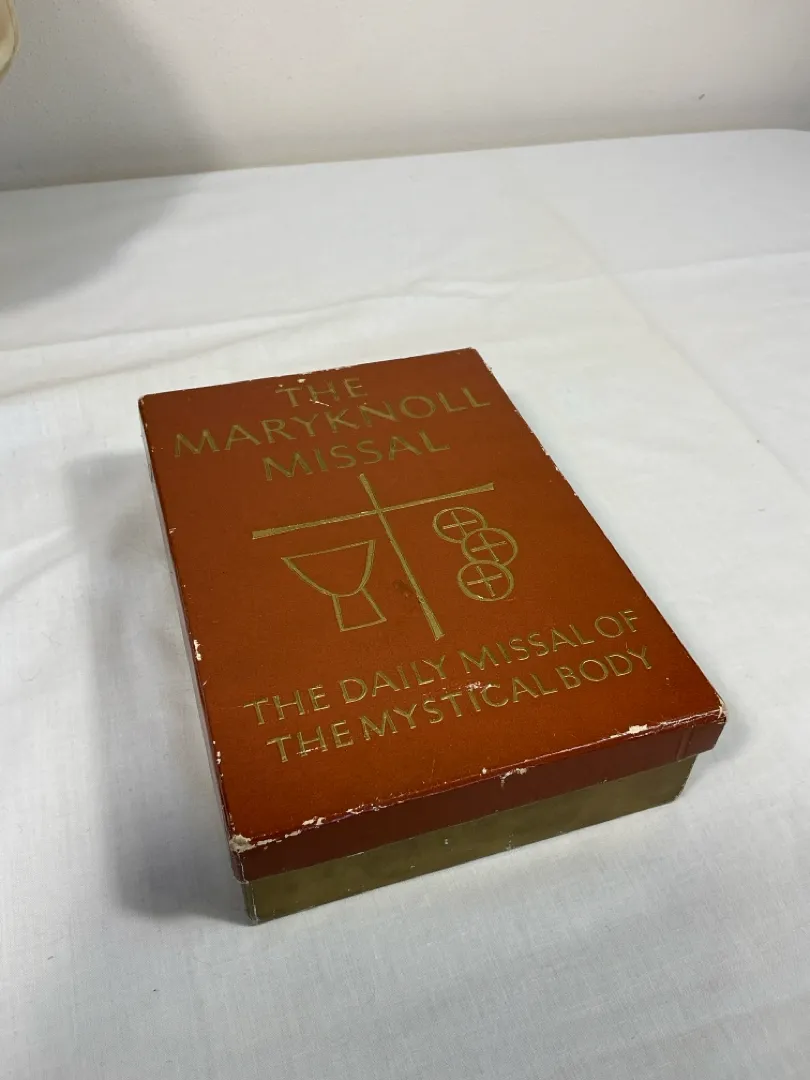 THE
MARYKNOLL
MISSAL
THE DAILY MISSAL OF
THE MYSTICAL BODY